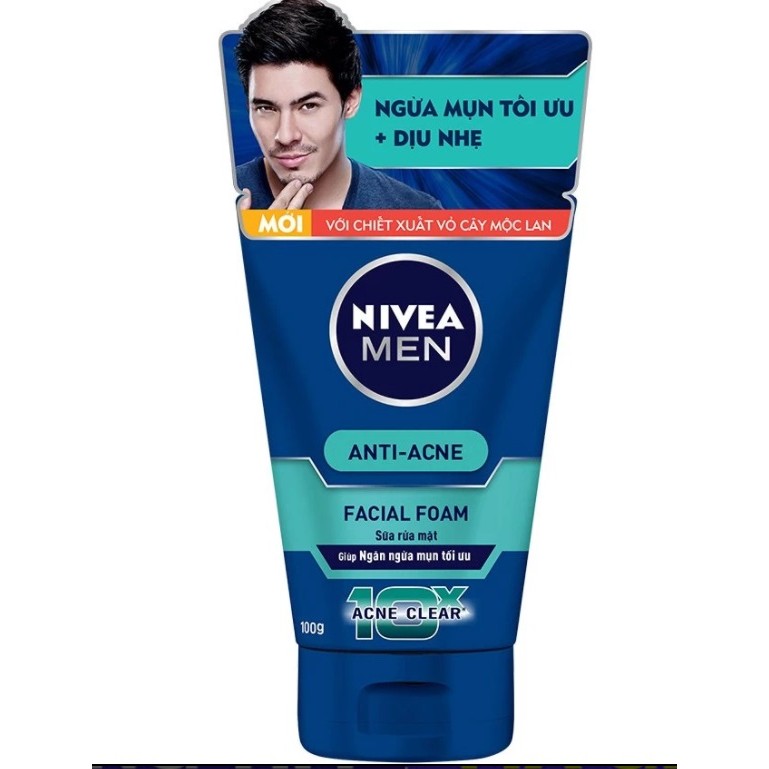 NGỪA MỤN TỐI ƯU
+ DỊU NHẸ
MỚI VỚI CHIẾT XUẤT VỎ CÂY MỘC LAN
NIVEA
MEN
ANTI-ACNE
FACIAL FOAM
Sữa rửa mặt
Giúp Ngăn ngừa mụn tối ưu
10X
ACNE CLEAR*
100g